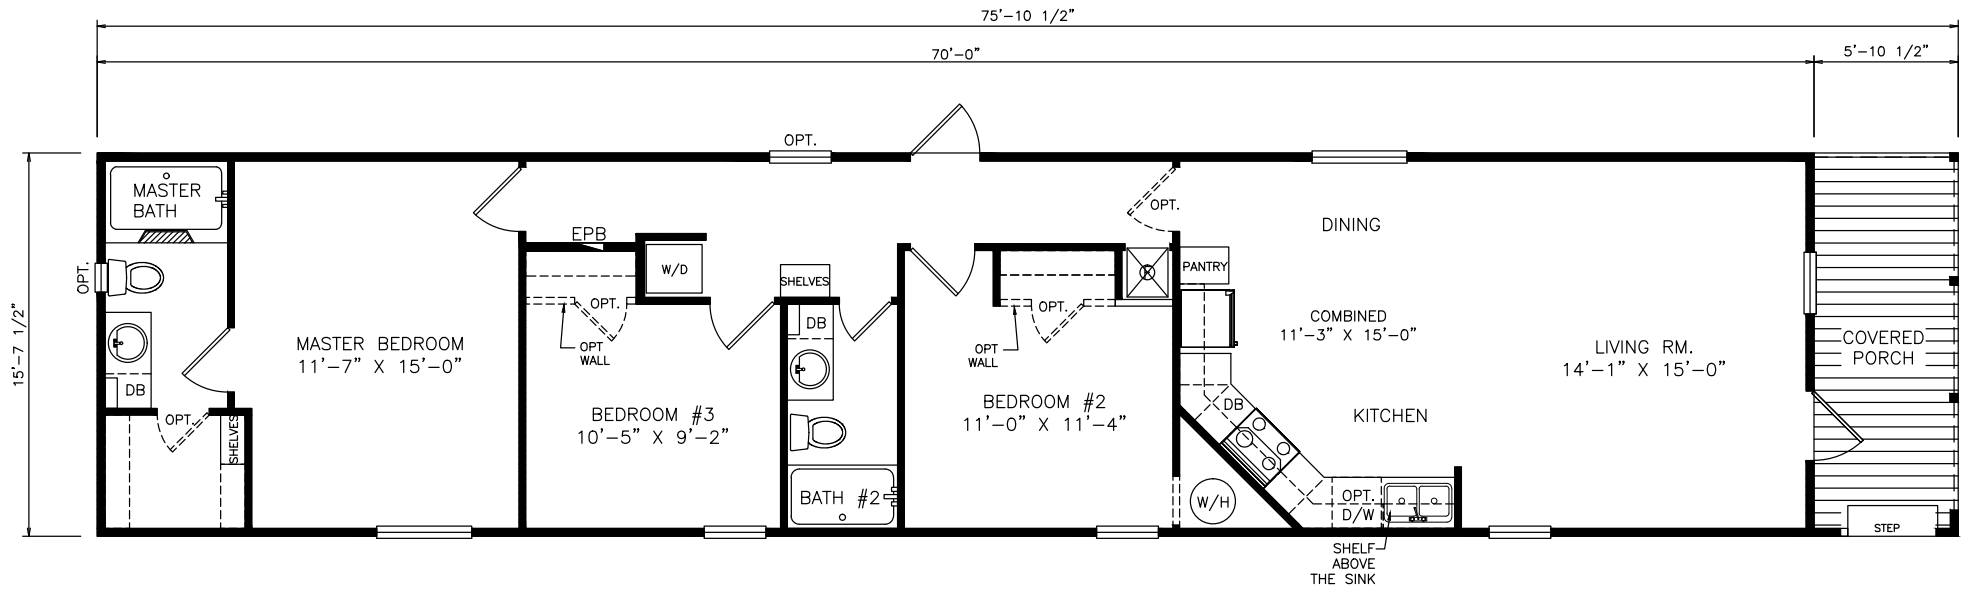 75'-10 1/2"
70'-0"
5'-10 1/2"
15'-7 1/2"
OPT.
MASTER
BATH
OPT.
DB
OPT.
SHELVES
MASTER BEDROOM
11'-7" X 15'-0"
EPB
W/D
OPT.
OPT
WALL
BEDROOM #3
10'-5" X 9'-2"
SHELVES
DB
BATH #2
OPT.
OPT
WALL
BEDROOM #2
11'-0" X 11'-4"
OPT.
PANTRY
DINING
COMBINED
11'-3" X 15'-0"
KITCHEN
DB
W/H
OPT.
D/W
SHELF
ABOVE
THE SINK
LIVING RM.
14'-1" X 15'-0"
COVERED
PORCH
STEP